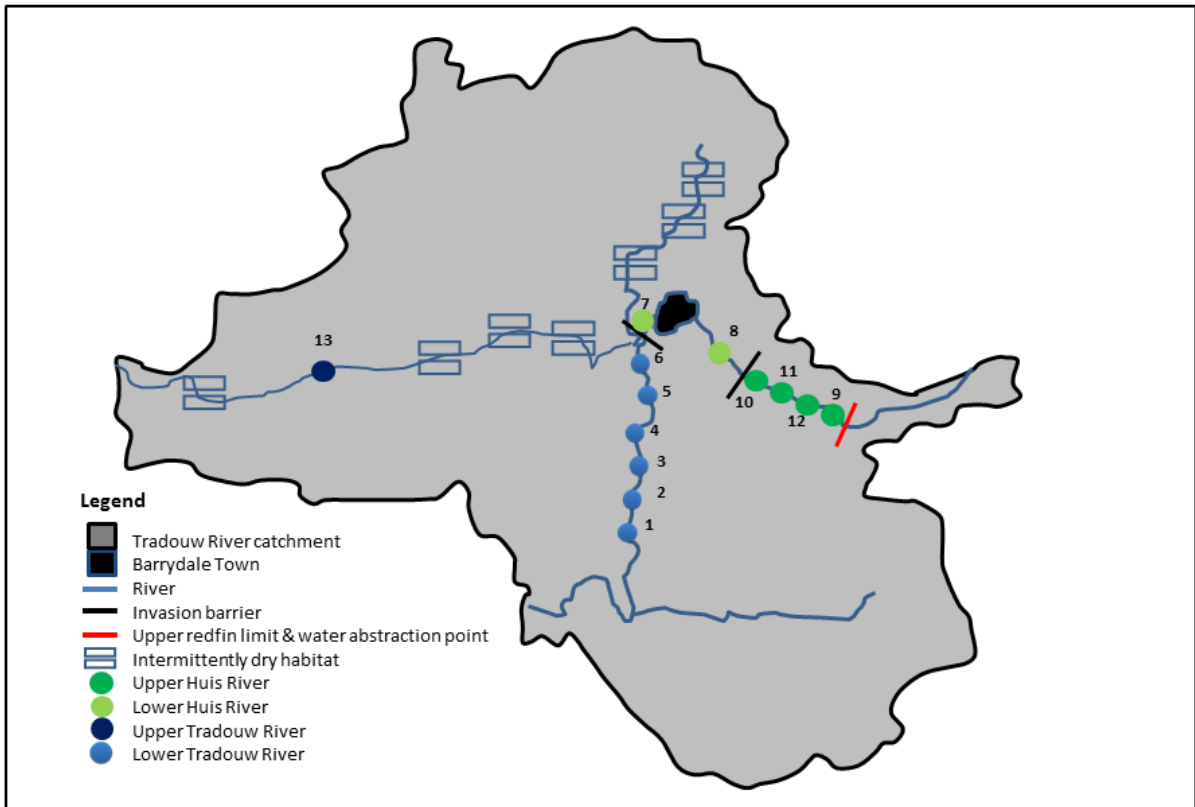 7
8
13
6
11
5
9
10
12
4
3
2
1
Legend
Tradouw River catchment
Barrydale Town
River
Invasion barrier
Upper redfin limit & water abstraction point
Intermittently dry habitat
Upper Huis River
Lower Huis River
Upper Tradouw River
Lower Tradouw River